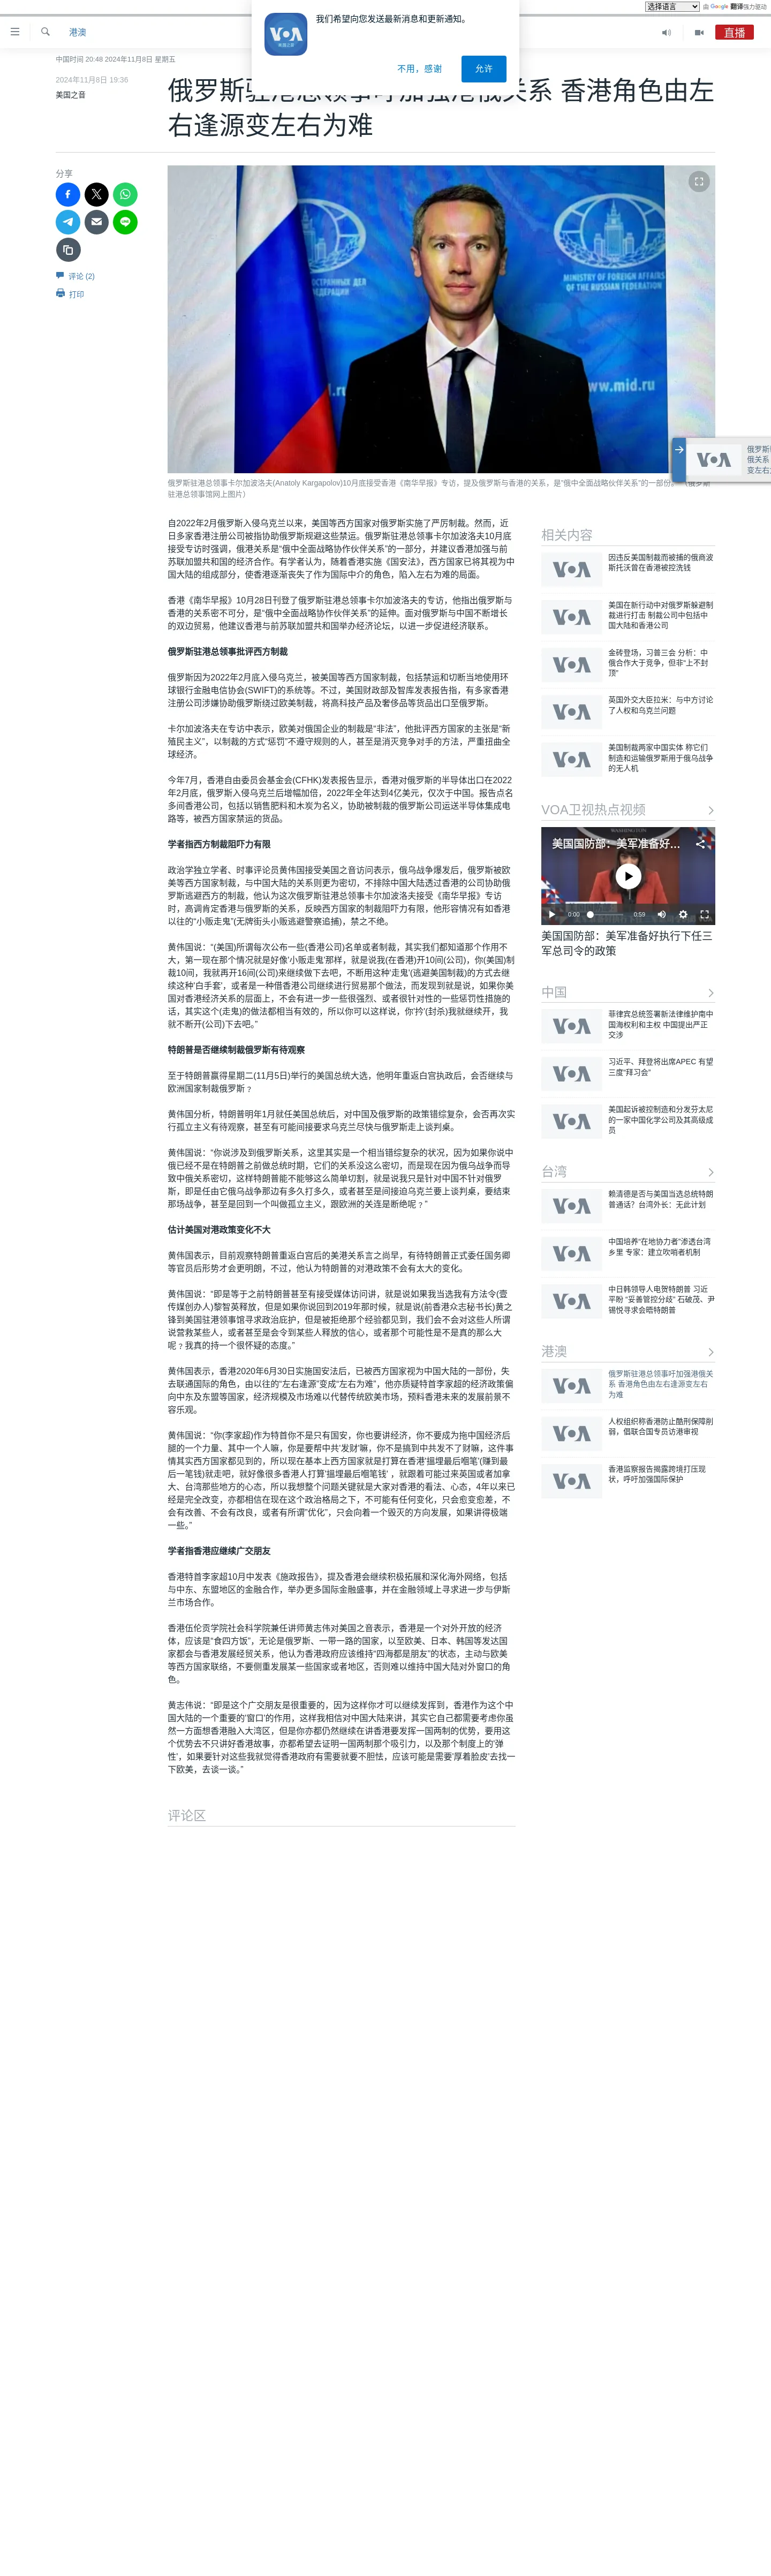 选择语言
由 Google 翻译强力驱动
我们希望向您发送最新消息和更新通知。
VOA
美国之音
不用，感谢
允许
港澳
直播
中国时间 20:48 2024年11月8日 星期五
2024年11月8日 19:36
美国之音
俄罗斯驻港总领事吁加强港俄关系 香港角色由左
右逢源变左右为难
分享
评论 (2)
打印
MINISTRY OF FOREIGN AFFAIRS
OF THE RUSSIAN FEDERATION
www.mid.ru
俄罗斯驻港总领事卡尔加波洛夫(Anatoly Kargapolov)10月底接受香港《南华早报》专访，提及俄罗斯与香港的关系，是“俄中全面战略伙伴关系”的一部份。 （俄罗斯
驻港总领事馆网上图片）
自2022年2月俄罗斯入侵乌克兰以来，美国等西方国家对俄罗斯实施了严厉制裁。然而，近
日多家香港注册公司被指协助俄罗斯规避这些禁运。俄罗斯驻港总领事卡尔加波洛夫10月底
接受专访时强调，俄港关系是“俄中全面战略协作伙伴关系”的一部分，并建议香港加强与前
苏联加盟共和国的经济合作。有学者认为，随着香港实施《国安法》，西方国家已将其视为中
国大陆的组成部分，使香港逐渐丧失了作为国际中介的角色，陷入左右为难的局面。
香港《南华早报》10月28日刊登了俄罗斯驻港总领事卡尔加波洛夫的专访，他指出俄罗斯与
香港的关系密不可分，是“俄中全面战略协作伙伴关系”的延伸。面对俄罗斯与中国不断增长
的双边贸易，他建议香港与前苏联加盟共和国举办经济论坛，以进一步促进经济联系。
俄罗斯驻港总领事批评西方制裁
俄罗斯因为2022年2月底入侵乌克兰，被美国等西方国家制裁，包括禁运和切断当地使用环
球银行金融电信协会(SWIFT)的系统等。不过，美国财政部及智库发表报告指，有多家香港
注册公司涉嫌协助俄罗斯绕过欧美制裁，将高科技产品及奢侈品等货品出口至俄罗斯。
卡尔加波洛夫在专访中表示，欧美对俄国企业的制裁是“非法”，他批评西方国家的主张是“新
殖民主义”，以制裁的方式“惩罚”不遵守规则的人，甚至是消灭竞争对手的方法，严重扭曲全
球经济。
今年7月，香港自由委员会基金会(CFHK)发表报告显示，香港对俄罗斯的半导体出口在2022
年2月底，俄罗斯入侵乌克兰后增幅加倍，2022年全年达到4亿美元，仅次于中国。报告点名
多间香港公司，包括以销售肥料和木炭为名义，协助被制裁的俄罗斯公司运送半导体集成电
路等，被西方国家禁运的货品。
学者指西方制裁阻吓力有限
政治学独立学者、时事评论员黄伟国接受美国之音访问表示，俄乌战争爆发后，俄罗斯被欧
美等西方国家制裁，与中国大陆的关系则更为密切，不排除中国大陆透过香港的公司协助俄
罗斯逃避西方的制裁，他认为这次俄罗斯驻港总领事卡尔加波洛夫接受《南华早报》专访
时，高调肯定香港与俄罗斯的关系，反映西方国家的制裁阻吓力有限，他形容情况有如香港
以往的“小贩走鬼”(无牌街头小贩逃避警察追捕)，禁之不绝。
黄伟国说：“(美国)所谓每次公布一些(香港公司)名单或者制裁，其实我们都知道那个作用不
大，第一现在那个情况就是好像‘小贩走鬼’那样，就是说我(在香港)开10间(公司)，你(美国)制
裁10间，我就再开16间(公司)来继续做下去吧，不断用这种‘走鬼’(逃避美国制裁)的方式去继
续这种‘白手套’，或者是一种借香港公司继续进行贸易那个效果，而发现到就是说，如果你美
国对香港经济关系的层面上，不会有进一步一些很强烈、或者很针对性的一些惩罚性措施的
话，其实这个(走鬼)的做法都相当有效的，所以你可以这样说，你‘拎’(封杀)我就继续开，我
就不断开(公司)下去吧。”
特朗普是否继续制裁俄罗斯有待观察
至于特朗普赢得星期二(11月5日)举行的美国总统大选，他明年重返白宫执政后，会否继续与
欧洲国家制裁俄罗斯﹖
黄伟国分析，特朗普明年1月就任美国总统后，对中国及俄罗斯的政策错综复杂，会否再次实
行孤立主义有待观察，甚至有可能间接要求乌克兰尽快与俄罗斯走上谈判桌。
黄伟国说：“你说涉及到俄罗斯关系，这里其实是一个相当错综复杂的状况，因为如果你说中
俄已经不是在特朗普之前做总统时期，它们的关系没这么密切，而是现在因为俄乌战争而导
致中俄关系密切，这样特朗普能不能够这么简单切割，就是说我只是针对中国不针对俄罗
斯，即是任由它俄乌战争那边有多久打多久，或者甚至是间接迫乌克兰要上谈判桌，要结束
那场战争，甚至是回到一个叫做孤立主义，跟欧洲的关连是断绝呢﹖”
估计美国对港政策变化不大
黄伟国表示，目前观察特朗普重返白宫后的美港关系言之尚早，有待特朗普正式委任国务卿
等官员后形势才会更明朗，不过，他认为特朗普的对港政策不会有太大的变化。
黄伟国说：“即是等于之前特朗普甚至有接受媒体访问讲，就是说如果我当选我有方法令(壹
传媒创办人)黎智英释放，但是如果你说回到2019年那时候，就是说(前香港众志秘书长)黄之
锋到美国驻港领事馆寻求政治庇护，但是被拒绝那个经验都见到，我们会不会对这些人所谓
说营救某些人，或者甚至是会令到某些人释放的信心，或者那个可能性是不是真的那么大
呢﹖我真的持一个很怀疑的态度。”
黄伟国表示，香港2020年6月30日实施国安法后，已被西方国家视为中国大陆的一部份，失
去联通国际的角色，由以往的“左右逢源”变成“左右为难”，他亦质疑特首李家超的经济政策偏
向中东及东盟等国家，经济规模及市场难以代替传统欧美市场，预料香港未来的发展前景不
容乐观。
黄伟国说：“你(李家超)作为特首你不是只有国安，你也要讲经济，你不要成为拖中国经济后
腿的一个力量、其中一个人嘛，你是要帮中共‘发财’嘛，你不是搞到中共发不了财嘛，这件事
情其实西方国家都见到的，所以现在基本上西方国家就是打算在香港‘搵埋最后嗰笔’(赚到最
后一笔钱)就走吧，就好像很多香港人打算‘搵埋最后嗰笔钱’ ，就跟着可能过来英国或者加拿
大、台湾那些地方的心态，所以我想整个问题关键就是大家对香港的看法、心态，4年以来已
经是完全改变，亦都相信在现在这个政治格局之下，不可能有任何变化，只会愈变愈差，不
会有改善、不会有改良，或者有所谓“优化”，只会向着一个毁灭的方向发展，如果讲得极端
一些。”
学者指香港应继续广交朋友
香港特首李家超10月中发表《施政报告》，提及香港会继续积极拓展和深化海外网络，包括
与中东、东盟地区的金融合作，举办更多国际金融盛事，并在金融领域上寻求进一步与伊斯
兰市场合作。
香港伍伦贡学院社会科学院兼任讲师黄志伟对美国之音表示，香港是一个对外开放的经济
体，应该是“食四方饭”，无论是俄罗斯、一带一路的国家，以至欧美、日本、韩国等发达国
家都会与香港发展经贸关系，他认为香港政府应该维持“四海都是朋友”的状态，主动与欧美
等西方国家联络，不要侧重发展某一些国家或者地区，否则难以维持中国大陆对外窗口的角
色。
黄志伟说：“即是这个广交朋友是很重要的，因为这样你才可以继续发挥到，香港作为这个中
国大陆的一个重要的‘窗口’的作用，这样我相信对中国大陆来讲，其实它自己都需要考虑你虽
然一方面想香港融入大湾区，但是你亦都仍然继续在讲香港要发挥一国两制的优势，要用这
个优势去不只讲好香港故事，亦都希望去证明一国两制那个吸引力，以及那个制度上的‘弹
性’，如果要针对这些我就觉得香港政府有需要就要不胆怯，应该可能是需要‘厚着脸皮’去找一
下欧美，去谈一谈。”
评论区
相关内容
因违反美国制裁而被捕的俄商波
斯托沃普在香港被控洗钱
美国在新行动中对俄罗斯躲避制
裁进行打击 制裁公司中包括中
国大陆和香港公司
金砖登场，习普三会 分析：中
俄合作大于竞争，但非“上不封
顶”
英国外交大臣拉米：与中方讨论
了人权和乌克兰问题
美国制裁两家中国实体 称它们
制造和运输俄罗斯用于俄乌战争
的无人机
VOA卫视热点视频
美国国防部：美军准备好...
0:00
0:59
美国国防部：美军准备好执行下任三
军总司令的政策
中国
菲律宾总统签署新法律维护南中
国海权利和主权 中国提出严正
交涉
习近平、拜登将出席APEC 有望
三度“拜习会”
美国起诉被控制造和分发芬太尼
的一家中国化学公司及其高级成
员
台湾
赖清德是否与美国当选总统特朗
普通话？台湾外长：无此计划
中国培养“在地协力者”渗透台湾
乡里 专家：建立吹哨者机制
中日韩领导人电贺特朗普 习近
平盼 “妥善管控分歧” 石破茂、尹
锡悦寻求会晤特朗普
港澳
俄罗斯驻港总领事吁加强港俄关
系 香港角色由左右逢源变左右
为难
人权组织称香港防止酷刑保障削
弱，倡联合国专员访港审视
香港监察报告揭露跨境打压现
状，呼吁加强国际保护